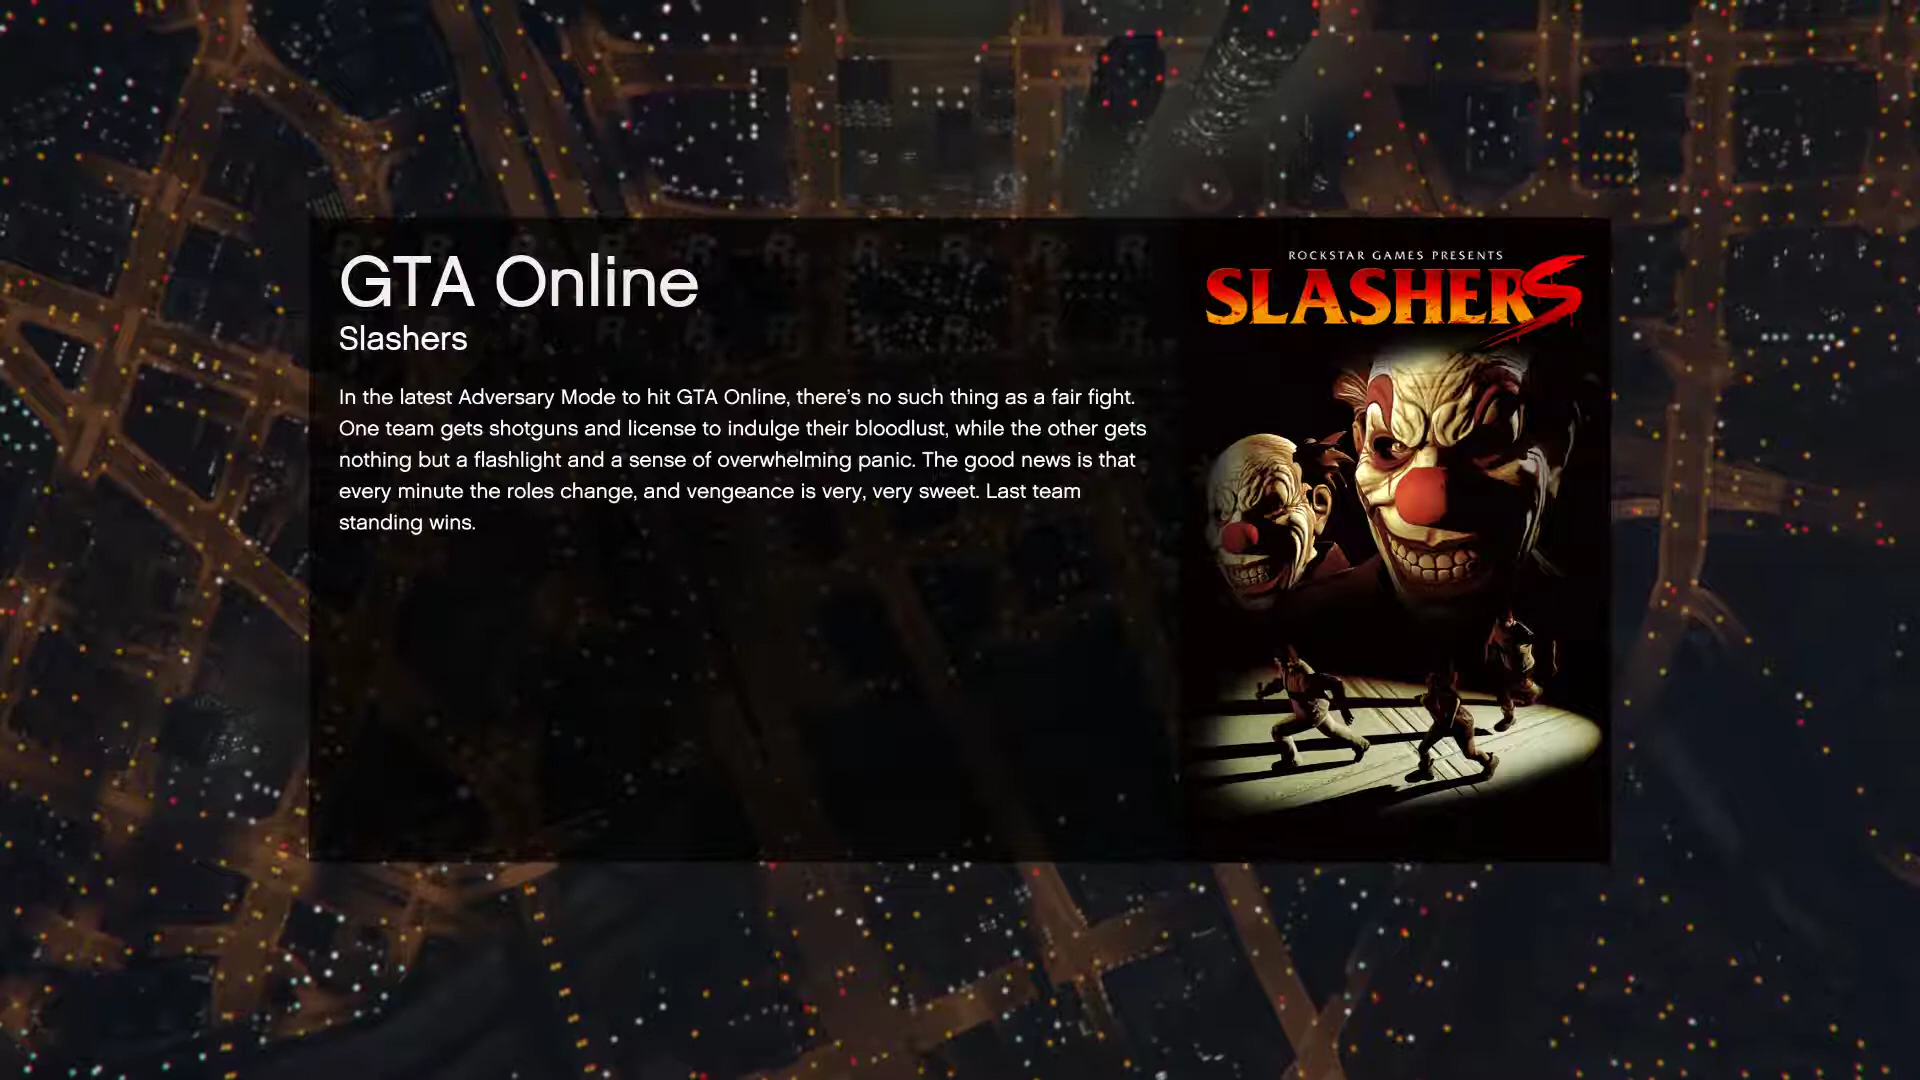 GTA Online
Slashers
In the latest Adversary Mode to hit GTA Online, there's no such thing as a fair fight.
One team gets shotguns and license to indulge their bloodlust, while the other gets
nothing but a flashlight and a sense of overwhelming panic. The good news is that
every minute the roles change, and vengeance is very, very sweet. Last team
standing wins.
ROCKSTAR GAMES PRESENTS
SLASHERS